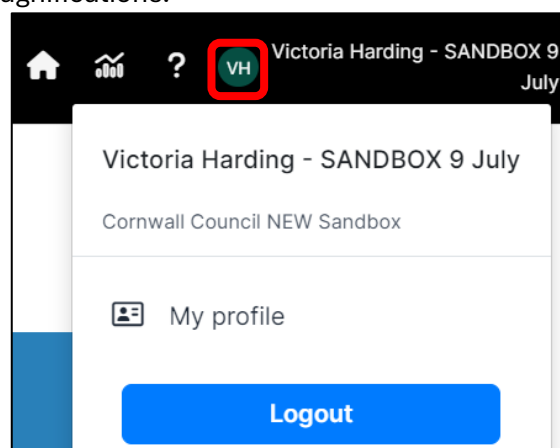 ?
VH
Victoria Harding - SANDBOX 9
July
Victoria Harding - SANDBOX 9 July
Cornwall Council NEW Sandbox
My profile
Logout